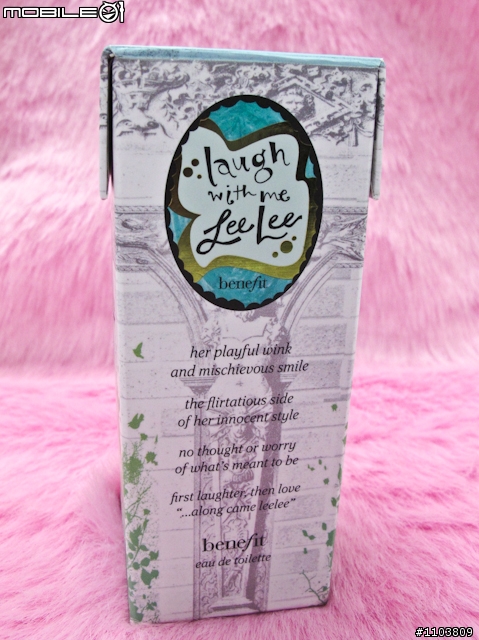 MOBILE01
laugh
with me
LeeLee
benefit
her playful wink
and mischievous smile
the flirtatious side
of her innocent style
no thought or worry
of what's meant to be
first laughter, then love
"...along came leelee"
benefit
eau de toilette
#1103809